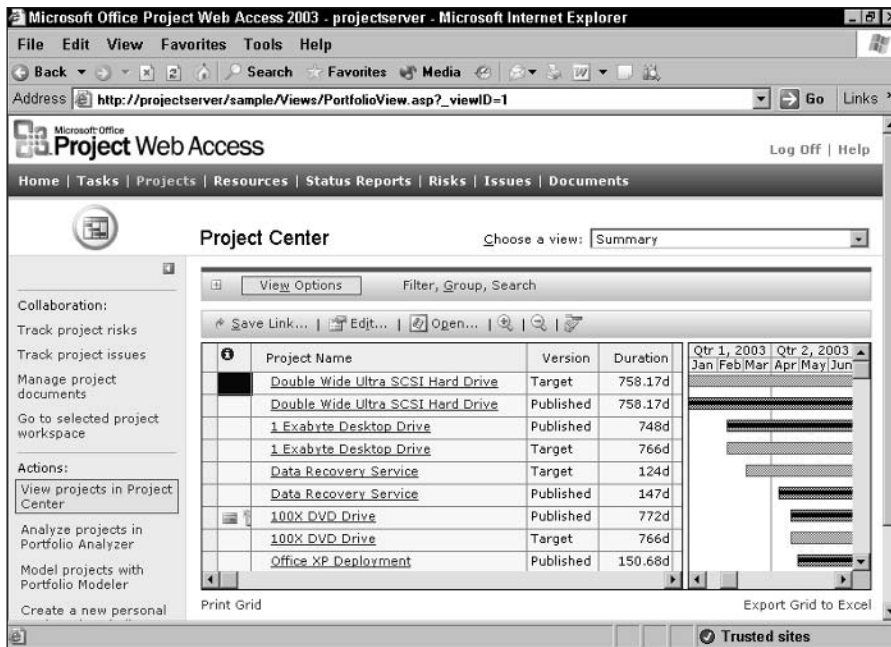 Microsoft Office Project Web Access 2003 - projectserver - Microsoft Internet Explorer
File Edit View Favorites Tools Help
Back Search Favorites Media
Address http://projectserver/sample/Views/PortfolioView.asp?_viewID=1 Go Links
Microsoft Office
Project Web Access
Log Off | Help
Home | Tasks | Projects | Resources | Status Reports | Risks | Issues | Documents
Project Center
Choose a view: Summary
View Options Filter, Group, Search
Save Link... | Edit... | Open... |
Collaboration:
Track project risks
Track project issues
Manage project
documents
Go to selected project
workspace
Actions:
View projects in Project
Center
Analyze projects in
Portfolio Analyzer
Model projects with
Portfolio Modeler
Create a new personal
Project Name Version Duration
Qtr 1, 2003 Qtr 2, 2003
Jan Feb Mar Apr May Jun
Double Wide Ultra SCSI Hard Drive Target 758.17d
Double Wide Ultra SCSI Hard Drive Published 758.17d
1 Exabyte Desktop Drive Published 748d
1 Exabyte Desktop Drive Target 766d
Data Recovery Service Target 124d
Data Recovery Service Published 147d
100X DVD Drive Published 772d
100X DVD Drive Target 766d
Office XP Deployment Published 150.68d
Print Grid
Export Grid to Excel
Trusted sites